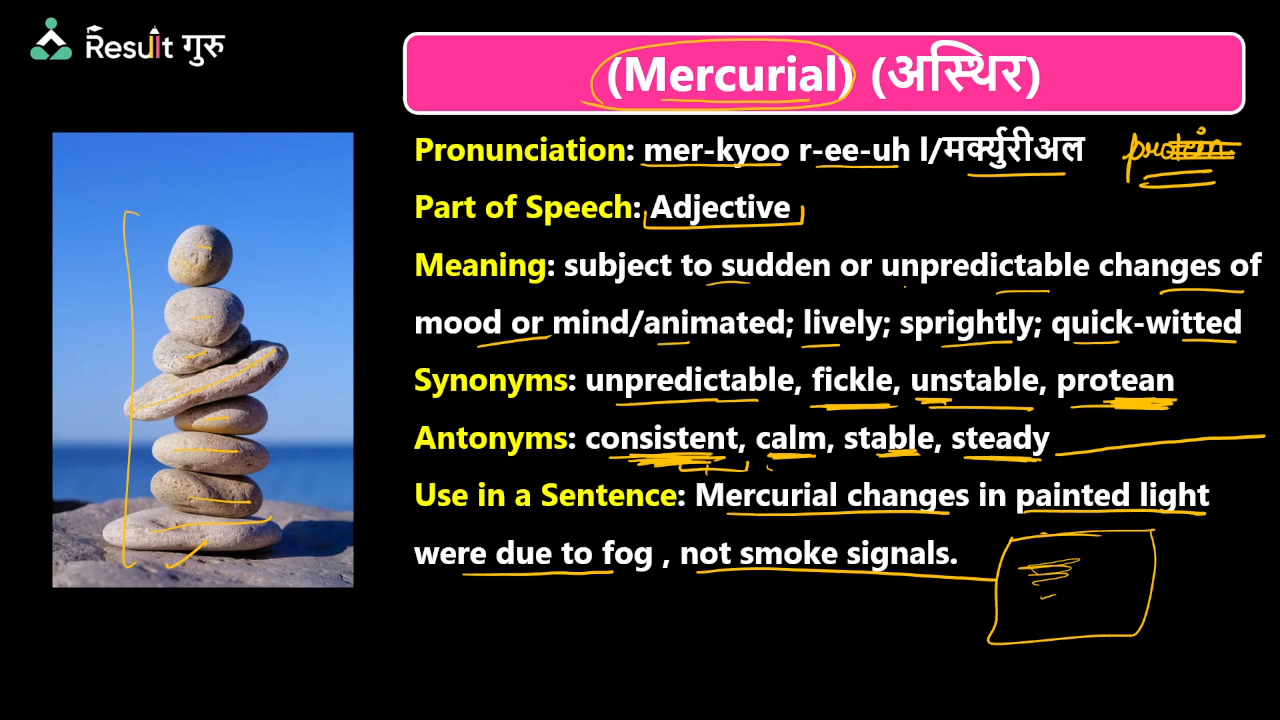 Result गुरु
(Mercurial) (अस्थिर)
Pronunciation: mer-kyoo r-ee-uh l/मर्क्युरीअल
protein
Part of Speech: Adjective
Meaning: subject to sudden or unpredictable changes of
mood or mind/animated; lively; sprightly; quick-witted
Synonyms: unpredictable, fickle, unstable, protean
Antonyms: consistent, calm, stable, steady
Use in a Sentence: Mercurial changes in painted light
were due to fog , not smoke signals.